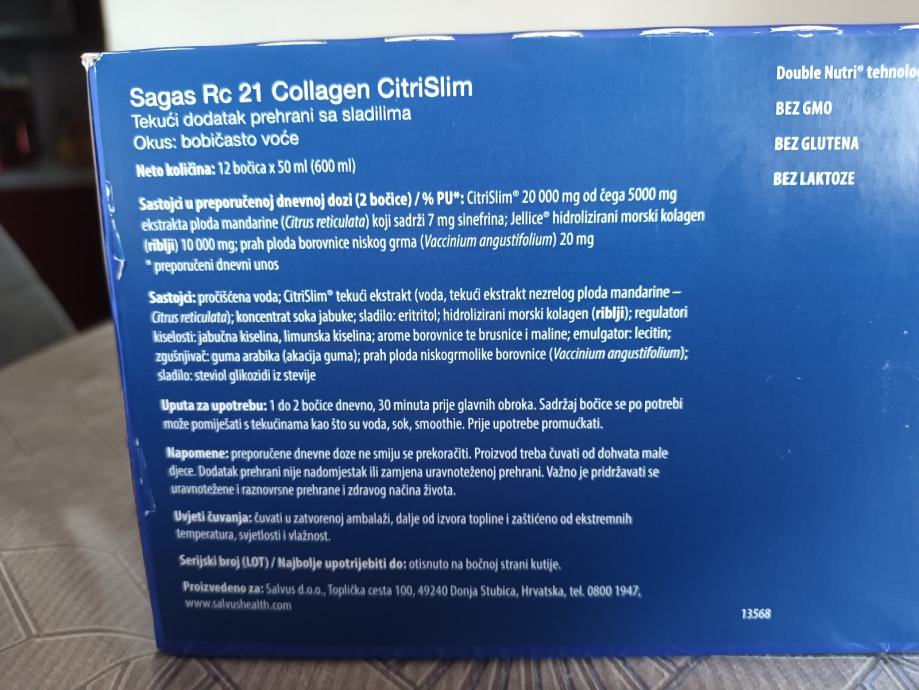 Sagas Rc 21 Collagen CitriSlim
Tekući dodatak prehrani sa sladilima
Okus: bobičasto voće
Neto količina: 12 bočica x 50 ml (600 ml)
Sastojci u preporučenoj dnevnoj dozi (2 bočice) / % PU*: CitriSlim® 20 000 mg od čega 5000 mg
ekstrakta ploda mandarine (Citrus reticulata) koji sadrži 7 mg sinefrina; Jellice® hidrolizirani morski kolagen
(riblji) 10 000 mg; prah ploda borovnice niskog grma (Vaccinium angustifolium) 20 mg
* preporučeni dnevni unos
Sastojci: pročišćena voda; CitriSlim® tekući ekstrakt (voda, tekući ekstrakt nezrelog ploda mandarine –
Citrus reticulata); koncentrat soka jabuke; sladilo: eritritol; hidrolizirani morski kolagen (riblji); regulatori
kiselosti: jabučna kiselina, limunska kiselina; arome borovnice te brusnice i maline; emulgator: lecitin;
zgušnjivač: guma arabika (akacija guma); prah ploda niskogrmolike borovnice (Vaccinium angustifolium);
sladilo: steviol glikozidi iz stevije
Uputa za upotrebu: 1 do 2 bočice dnevno, 30 minuta prije glavnih obroka. Sadržaj bočice se po potrebi
može pomiješati s tekućinama kao što su voda, sok, smoothie. Prije upotrebe promućkati.
Napomene: preporučene dnevne doze ne smiju se prekoračiti. Proizvod treba čuvati od dohvata male
djece. Dodatak prehrani nije nadomjestak ili zamjena uravnoteženoj prehrani. Važno je pridržavati se
uravnotežene i raznovrsne prehrane i zdravog načina života.
Uvjeti čuvanja: čuvati u zatvorenoj ambalaži, dalje od izvora topline i zaštićeno od ekstremnih
temperatura, svjetlosti i vlažnost.
Serijski broj (LOT) / Najbolje upotrijebiti do: otisnuto na bočnoj strani kutije.
Proizvedeno za: Salvus d.o.o., Toplička cesta 100, 49240 Donja Stubica, Hrvatska, tel. 0800 1947,
www.salvushealth.com
13568
Double Nutri® tehnolog
BEZ GMO
BEZ GLUTENA
BEZ LAKTOZE